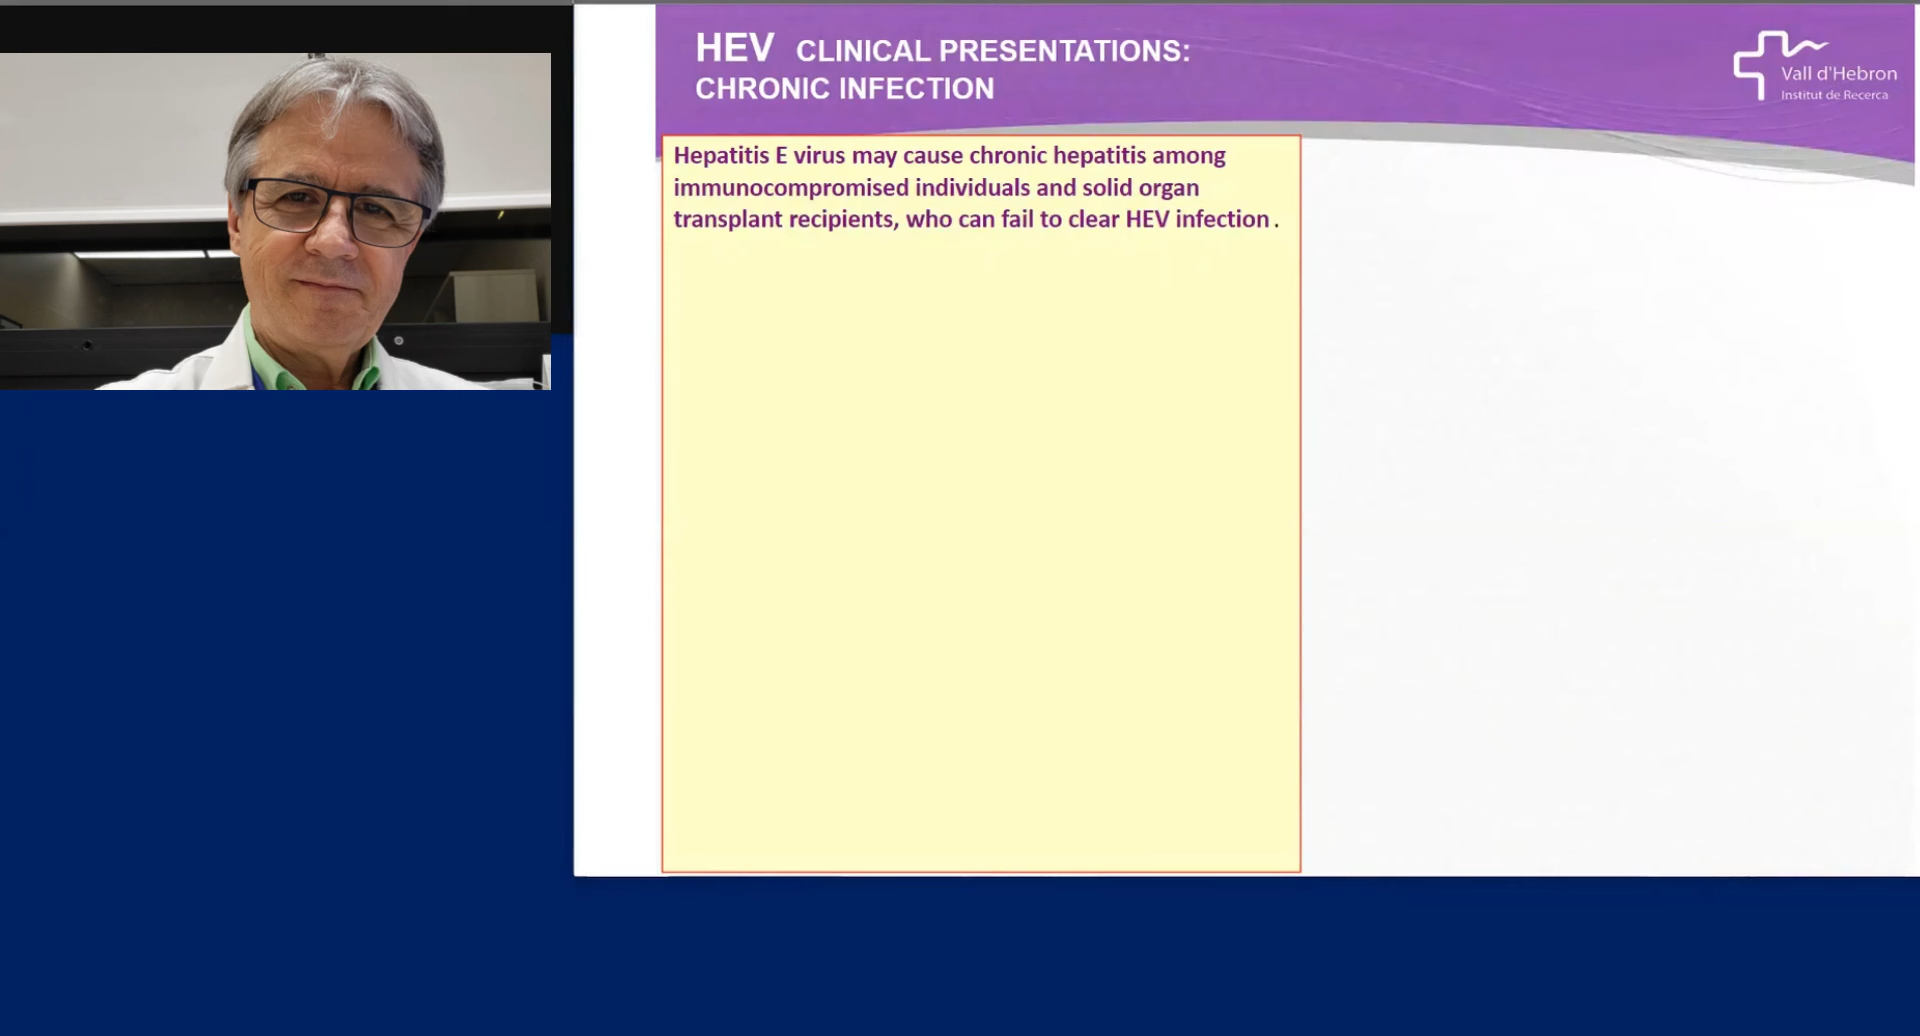 HEV CLINICAL PRESENTATIONS:
CHRONIC INFECTION
Vall d'Hebron
Institut de Recerca
Hepatitis E virus may cause chronic hepatitis among
immunocompromised individuals and solid organ
transplant recipients, who can fail to clear HEV infection .